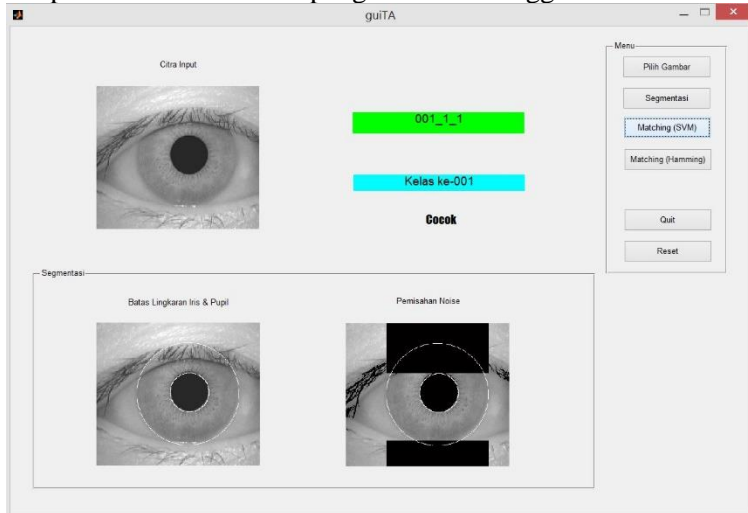 guiTA
Citra Input
001_1_1
Kelas ke-001
Cocok
Menu
Pilih Gambar
Segmentasi
Matching (SVM)
Matching (Hamming)
Quit
Reset
Segmentasi
Batas Lingkaran Iris & Pupil
Pemisahan Noise